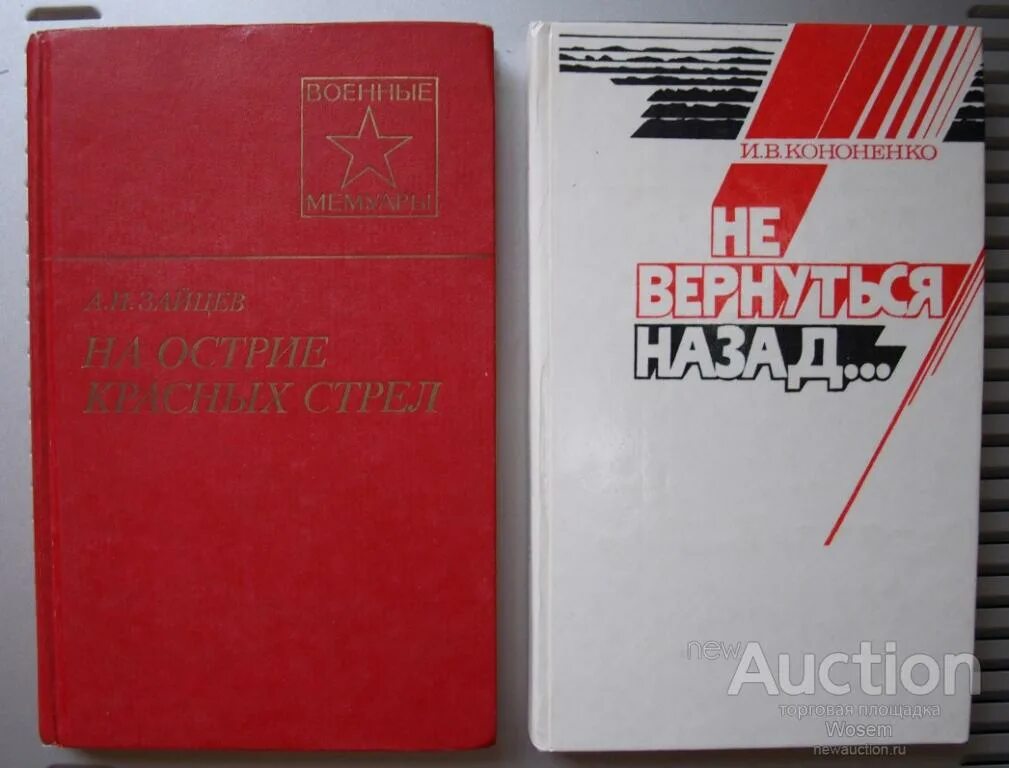 ВОЕННЫЕ
МЕМУАРЫ
А.И. ЗАЙЦЕВ
НА ОСТРИЕ
КРАСНЫХ СТРЕЛ
И.В. КОНОНЕНКО
НЕ
ВЕРНУТЬСЯ
НАЗАД...
newAuction
торговая площадка
Wosem
newauction.ru